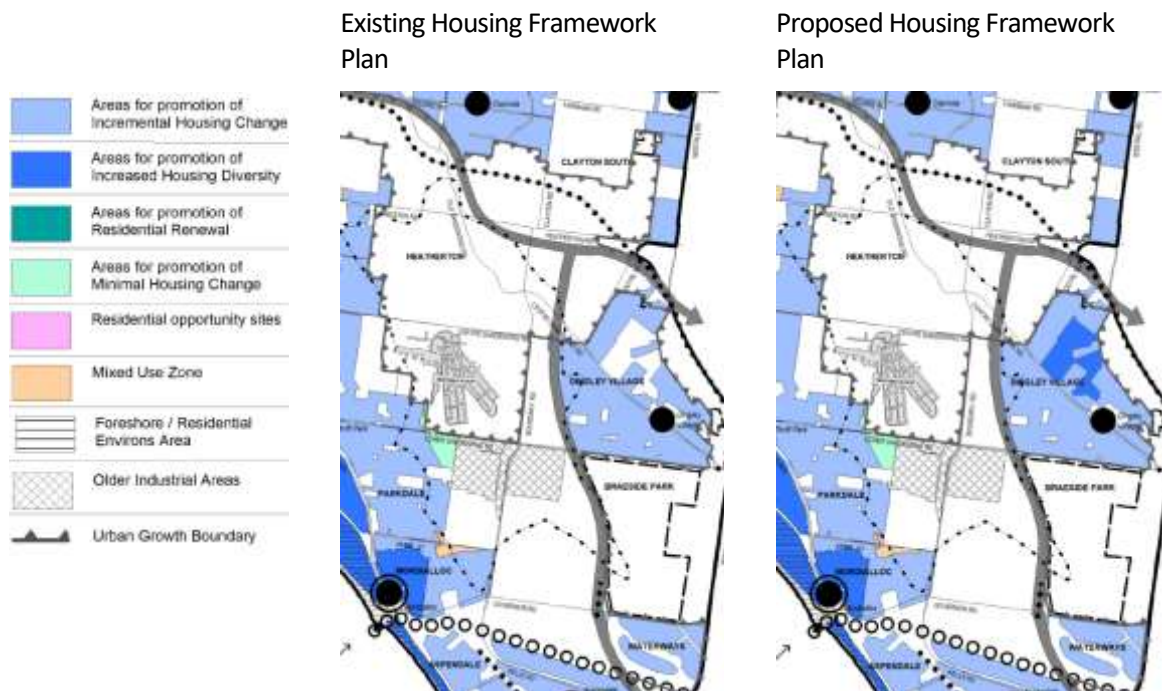 Existing Housing Framework
Plan
Proposed Housing Framework
Plan
Areas for promotion of
Incremental Housing Change
Areas for promotion of
Increased Housing Diversity
Areas for promotion of
Residential Renewal
Areas for promotion of
Minimal Housing Change
Residential opportunity sites
Mixed Use Zone
Foreshore / Residential
Environs Area
Older Industrial Areas
Urban Growth Boundary
CLAYTON SOUTH
HEATHERTON
DINGLEY VILLAGE
BRAESIDE PARK
PARKDALE
MORDIALLOC
WATERWAYS
ASPENDALE
CLAYTON SOUTH
HEATHERTON
DINGLEY VILLAGE
BRAESIDE PARK
PARKDALE
MORDIALLOC
WATERWAYS
ASPENDALE